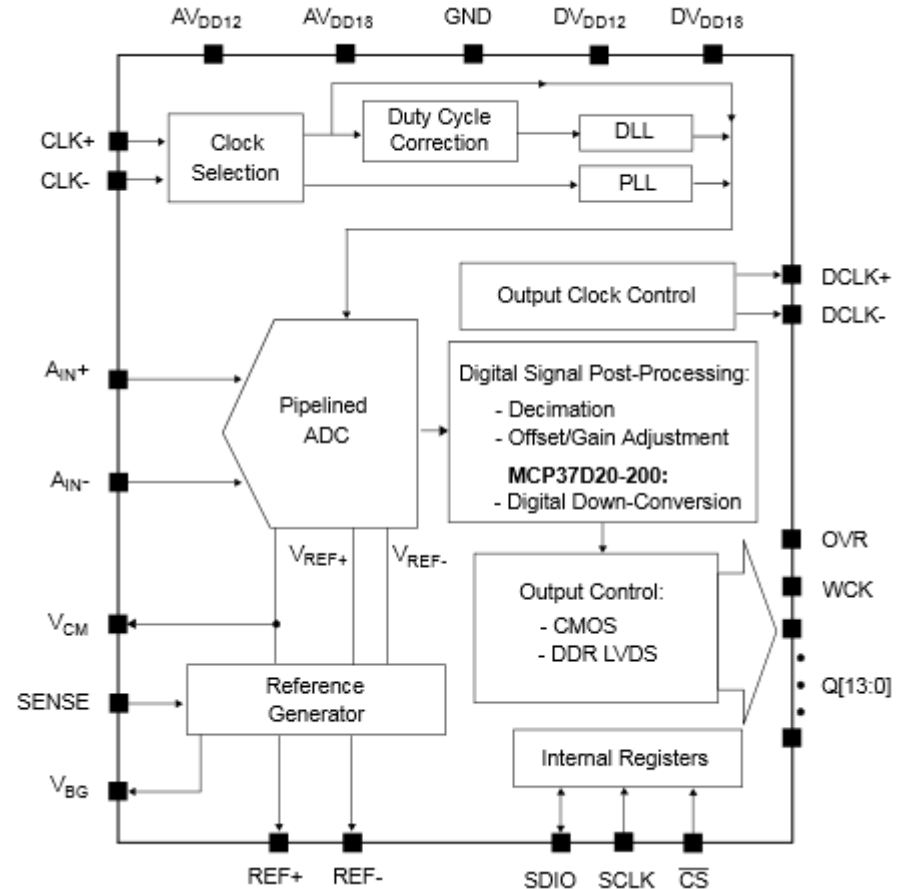 AVDD12 AVDD18 GND DVDD12 DVDD18
CLK+
CLK-
Clock
Selection
Duty Cycle
Correction
DLL
PLL
Output Clock Control
DCLK+
DCLK-
AIN+
AIN-
Pipelined
ADC
Digital Signal Post-Processing:
- Decimation
- Offset/Gain Adjustment
MCP37D20-200:
- Digital Down-Conversion
VREF+ VREF-
Output Control:
- CMOS
- DDR LVDS
OVR
WCK
Q[13:0]
VCM
SENSE
VBG
Reference
Generator
Internal Registers
REF+ REF- SDIO SCLK C̅S̅